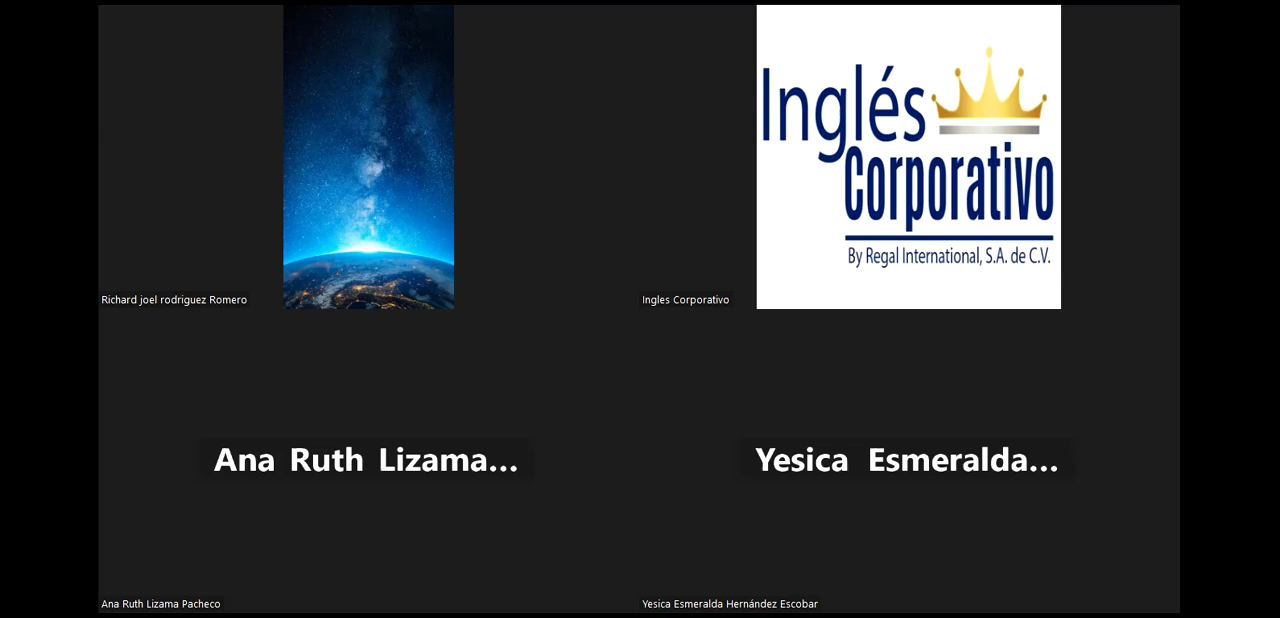 Inglés
Corporativo
By Regal International, S.A. de C.V.
Richard joel rodriguez Romero
Ingles Corporativo
Ana Ruth Lizama...
Yesica Esmeralda...
Ana Ruth Lizama Pacheco
Yesica Esmeralda Hernández Escobar